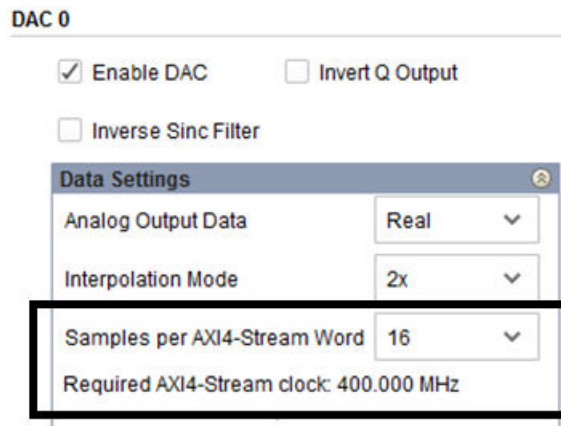 DAC 0
Enable DAC Invert Q Output
Inverse Sinc Filter
Data Settings
Analog Output Data Real
Interpolation Mode 2x
Samples per AXI4-Stream Word 16
Required AXI4-Stream clock: 400.000 MHz